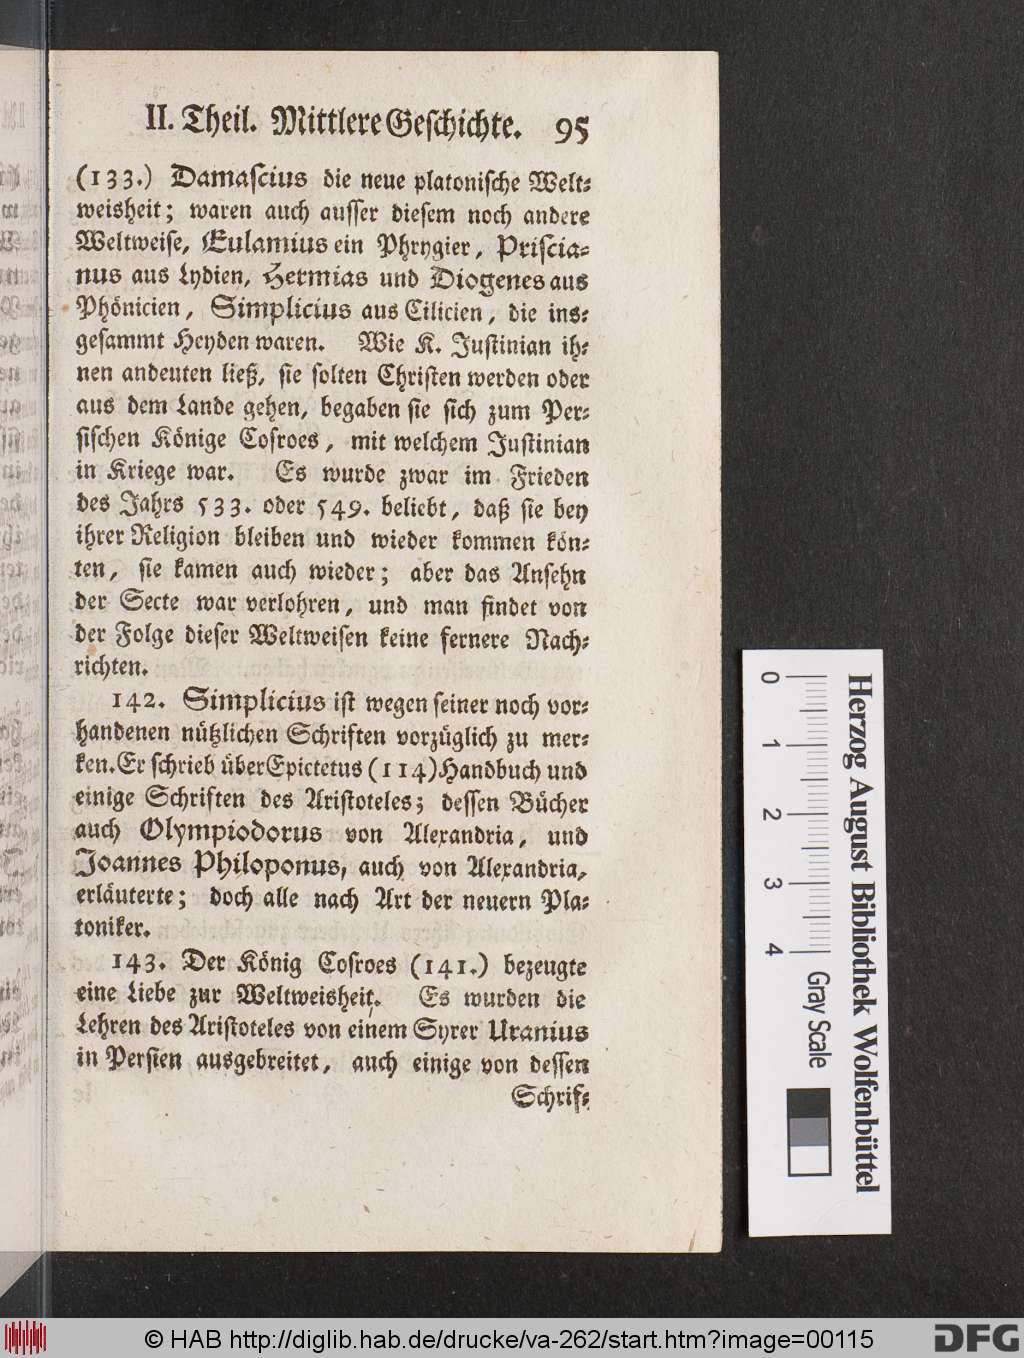 II. Theil. Mittlere Geschichte. 95
(133.) Damascius die neue platonische Welt-
weisheit; waren auch ausser diesem noch andere
Weltweise, Eulamius ein Phrygier, Priscia-
nus aus Lydien, Hermias und Diogenes aus
Phönicien, Simplicius aus Cilicien, die ins-
gesammt Heyden waren. Wie K. Justinian ih-
nen andeuten ließ, sie solten Christen werden oder
aus dem Lande gehen, begaben sie sich zum Per-
sischen Könige Cosroes, mit welchem Justinian
in Kriege war. Es wurde zwar im Frieden
des Jahrs 533. oder 549. beliebt, daß sie bey
ihrer Religion bleiben und wieder kommen kön-
ten, sie kamen auch wieder; aber das Ansehn
der Secte war verlohren, und man findet von
der Folge dieser Weltweisen keine fernere Nach-
richten.
142. Simplicius ist wegen seiner noch vor-
handenen nützlichen Schriften vorzüglich zu mer-
ken. Er schrieb über Epictetus (114) Handbuch und
einige Schriften des Aristoteles; dessen Bücher
auch Olympiodorus von Alexandria, und
Joannes Philoponus, auch von Alexandria,
erläuterte; doch alle nach Art der neuern Pla-
toniker.
143. Der König Cosroes (141.) bezeugte
eine Liebe zur Weltweisheit. Es wurden die
Lehren des Aristoteles von einem Syrer Uranius
in Persien ausgebreitet, auch einige von dessen
Schrif-
0 1 2 3 4
Gray Scale
Herzog August Bibliothek Wolfenbüttel
© HAB http://diglib.hab.de/drucke/va-262/start.htm?image=00115
DFG